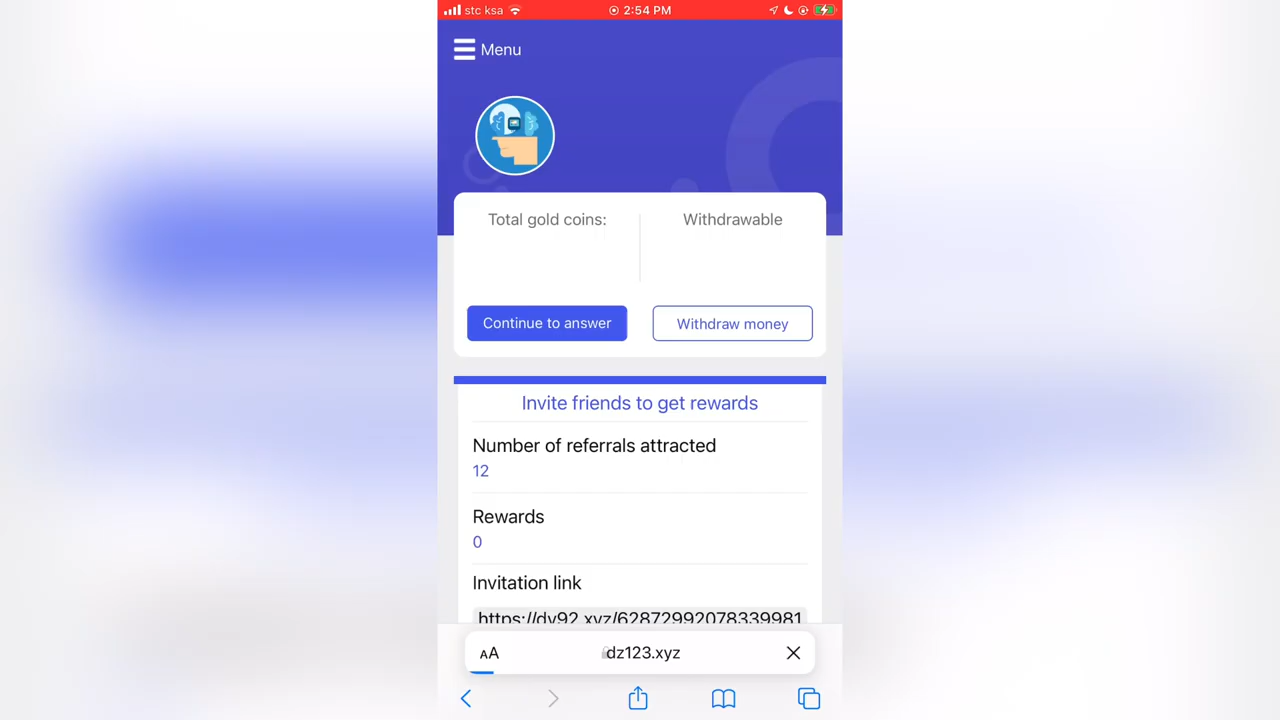 stc ksa
2:54 PM
Menu
Total gold coins:
Withdrawable
Continue to answer
Withdraw money
Invite friends to get rewards
Number of referrals attracted
12
Rewards
0
Invitation link
https://dv92.xyz/62872992078339981
AA
dz123.xyz